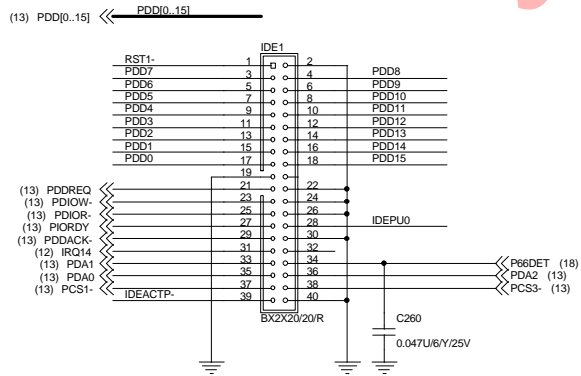 (13) PDD[0..15] PDD[0..15]
IDE1
RST1- 1 2
PDD7 3 4 PDD8
PDD6 5 6 PDD9
PDD5 7 8 PDD10
PDD4 9 10 PDD11
PDD3 11 12 PDD12
PDD2 13 14 PDD13
PDD1 15 16 PDD14
PDD0 17 18 PDD15
19
(13) PDDREQ 21 22
(13) PDIOW- 23 24
(13) PDIOR- 25 26
(13) PIORDY 27 28 IDEPU0
(13) PDDACK- 29 30
(12) IRQ14 31 32
(13) PDA1 33 34 P66DET (18)
(13) PDA0 35 36 PDA2 (13)
(13) PCS1- 37 38 PCS3- (13)
IDEACTP- 39 40
BX2X20/20/R
C260
0.047U/6/Y/25V